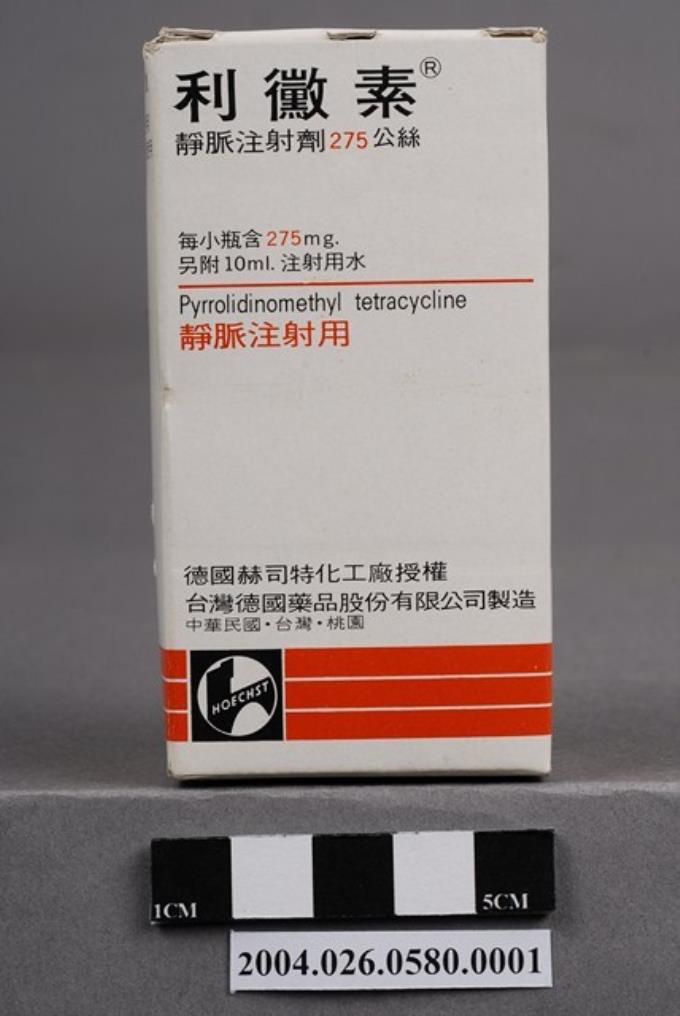 利黴素®
靜脈注射劑275公絲
每小瓶含275mg.
另附10ml. 注射用水
Pyrrolidinomethyl tetracycline
靜脈注射用
德國赫司特化工廠授權
台灣德國藥品股份有限公司製造
中華民國·台灣·桃園
HOECHST
1CM 5CM
2004.026.0580.0001